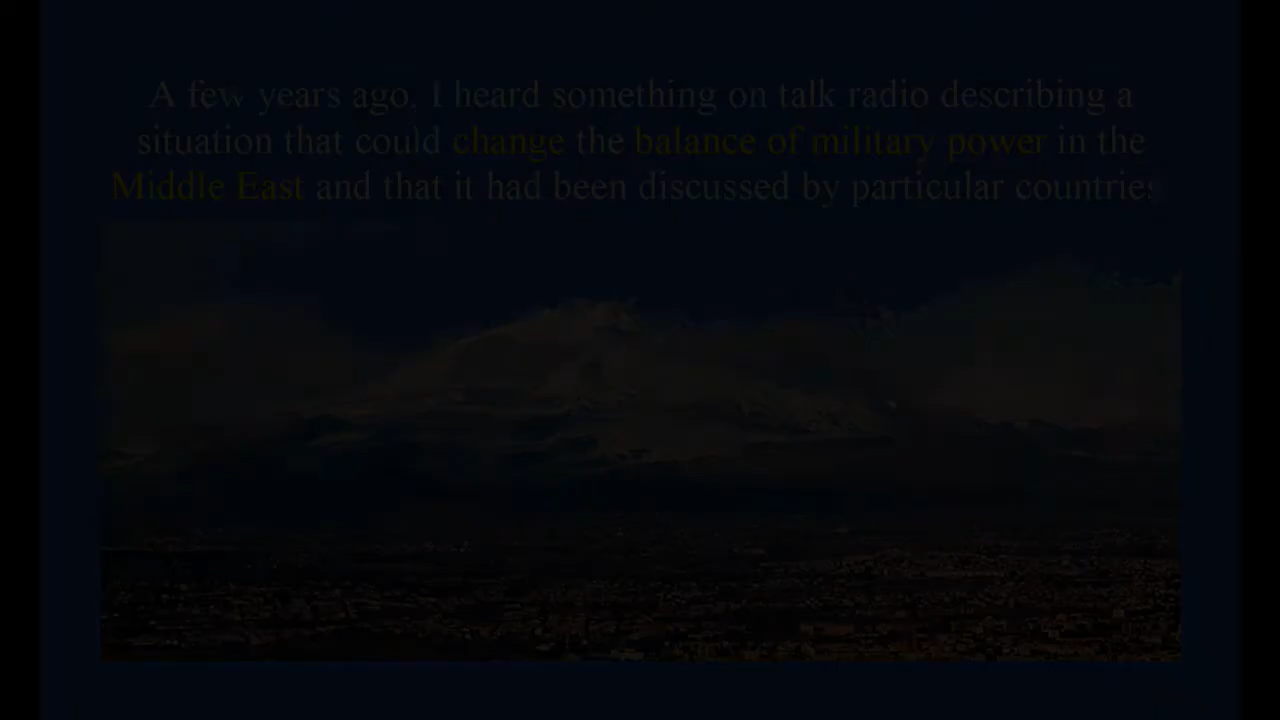 A few years ago, I heard something on talk radio describing a
situation that could change the balance of military power in the
Middle East and that it had been discussed by particular countries